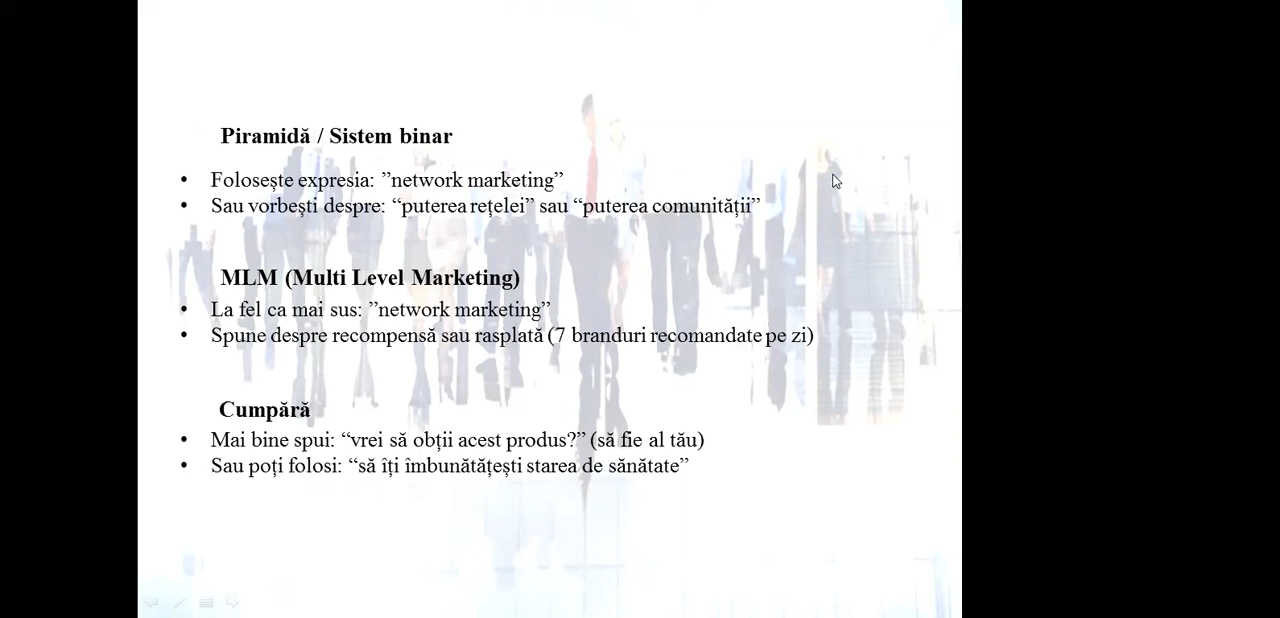 Piramidă / Sistem binar
• Folosește expresia: ”network marketing”
• Sau vorbești despre: “puterea rețelei” sau “puterea comunității”
MLM (Multi Level Marketing)
• La fel ca mai sus: ”network marketing”
• Spune despre recompensă sau rasplată (7 branduri recomandate pe zi)
Cumpără
• Mai bine spui: “vrei să obții acest produs?” (să fie al tău)
• Sau poți folosi: “să îți îmbunătățești starea de sănătate”